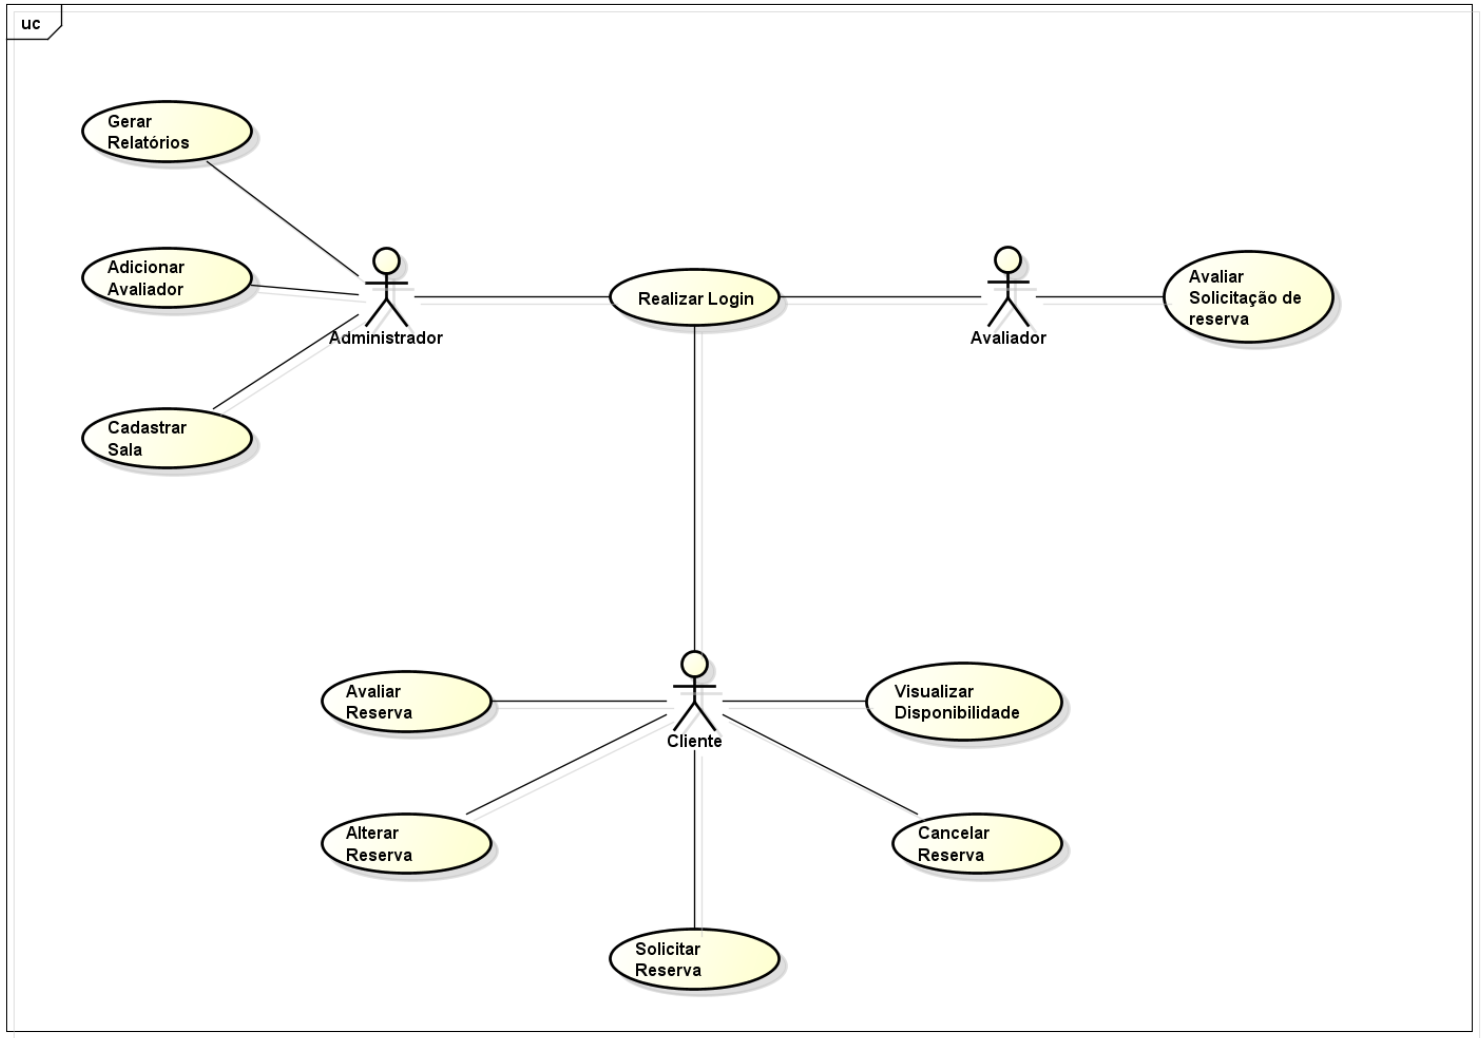 uc
Gerar
Relatórios
Adicionar
Avaliador
Administrador
Realizar Login
Avaliador
Avaliar
Solicitação de
reserva
Cadastrar
Sala
Avaliar
Reserva
Cliente
Visualizar
Disponibilidade
Alterar
Reserva
Cancelar
Reserva
Solicitar
Reserva